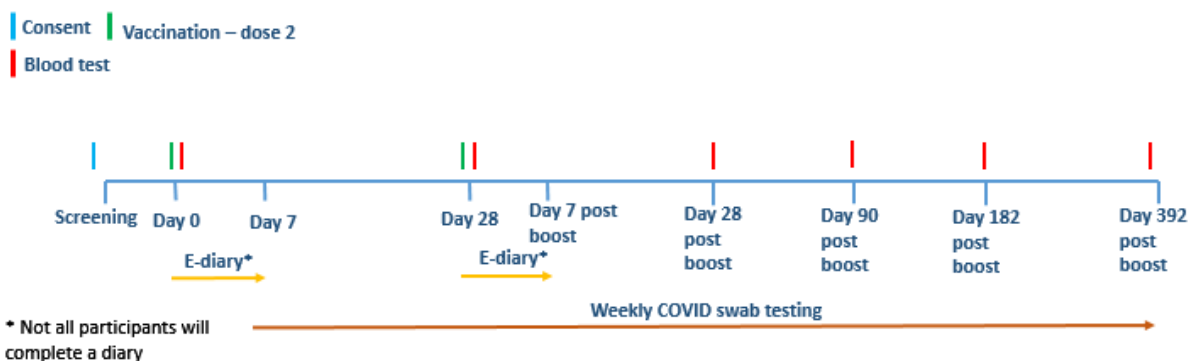 Consent
Vaccination – dose 2
Blood test
Screening
Day 0
Day 7
Day 28
Day 7 post
boost
Day 28
post
boost
Day 90
post
boost
Day 182
post
boost
Day 392
post
boost
E-diary*
E-diary*
Weekly COVID swab testing
* Not all participants will
complete a diary